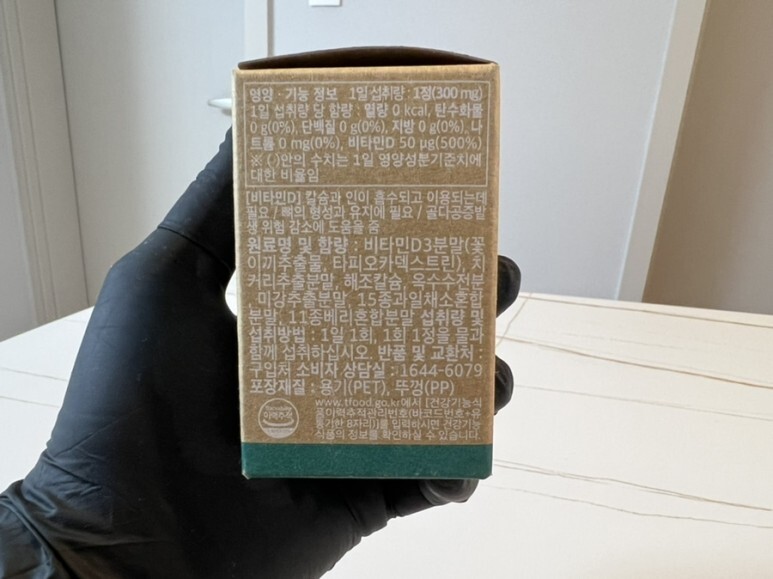 영양·기능 정보 1일 섭취량 : 1정(300 mg)
1일 섭취량 당 함량 : 열량 0 kcal, 탄수화물
0 g(0%), 단백질 0 g(0%), 지방 0 g(0%), 나
트륨 0 mg(0%), 비타민D 50 µg(500%)
※ ( )안의 수치는 1일 영양성분기준치에
대한 비율임
[비타민D] 칼슘과 인이 흡수되고 이용되는데
필요 / 뼈의 형성과 유지에 필요 / 골다공증발
생 위험 감소에 도움을 줌
원료명 및 함량 : 비타민D3분말(꽃
이끼추출물, 타피오카덱스트린), 치
커리추출분말, 해조칼슘, 옥수수전분
, 미강추출분말, 15종과일채소혼합
분말, 11종베리혼합분말 섭취량 및
섭취방법 : 1일 1회, 1회 1정을 물과
함께 섭취하십시오. 반품 및 교환처 :
구입처 소비자 상담실 : 1644-6079
포장재질 : 용기(PET), 뚜껑(PP)
www.tfood.go.kr에서 [건강기능식
품이력추적관리번호(바코드번호+유
통기한 8자리)]를 입력하시면 건강기능
식품의 정보를 확인하실 수 있습니다.
이력추적